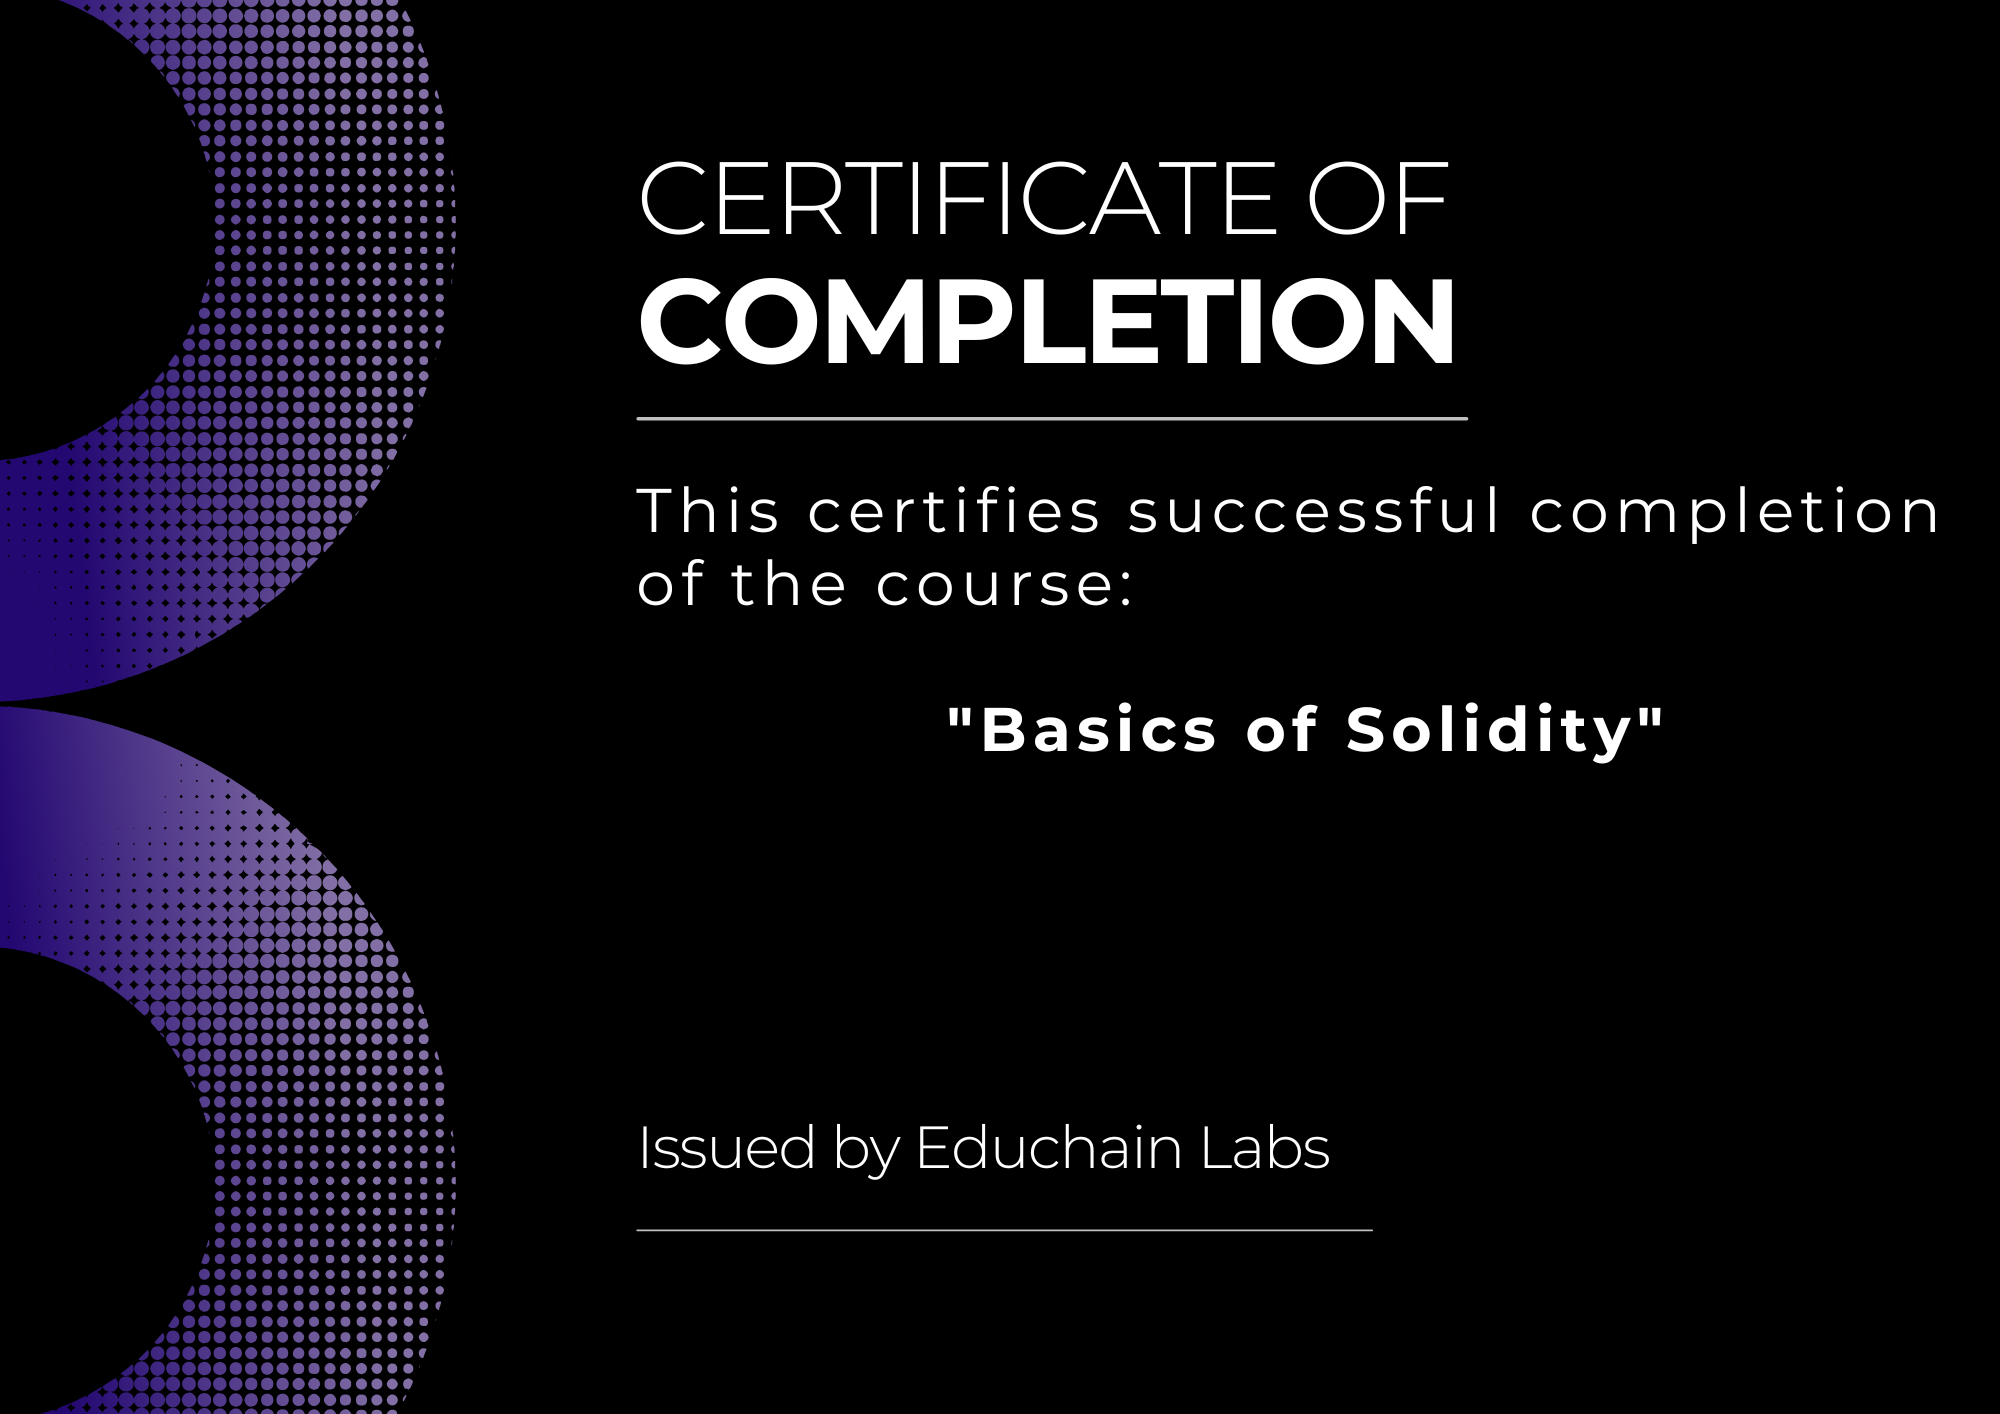 CERTIFICATE OF
COMPLETION
This certifies successful completion
of the course:
"Basics of Solidity"
Issued by Educhain Labs